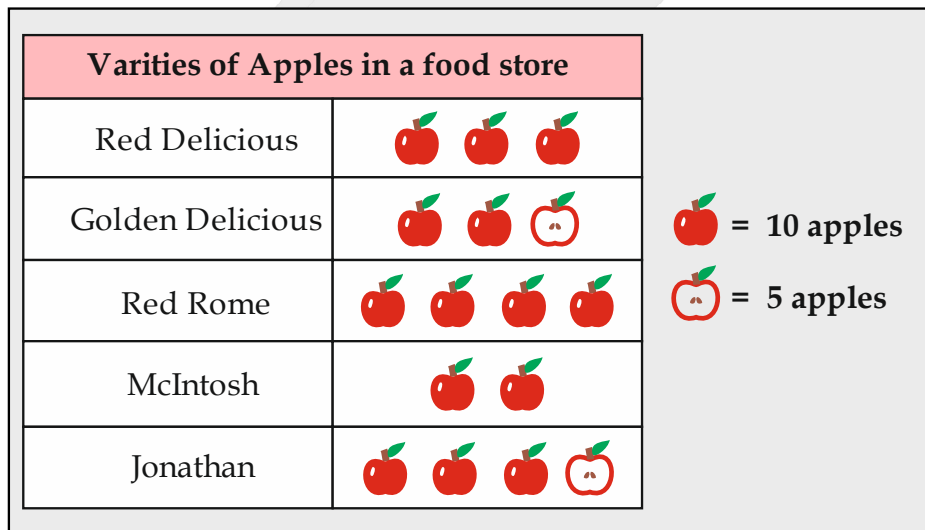 Varities of Apples in a food store
Red Delicious
Golden Delicious
Red Rome
McIntosh
Jonathan
= 10 apples
= 5 apples